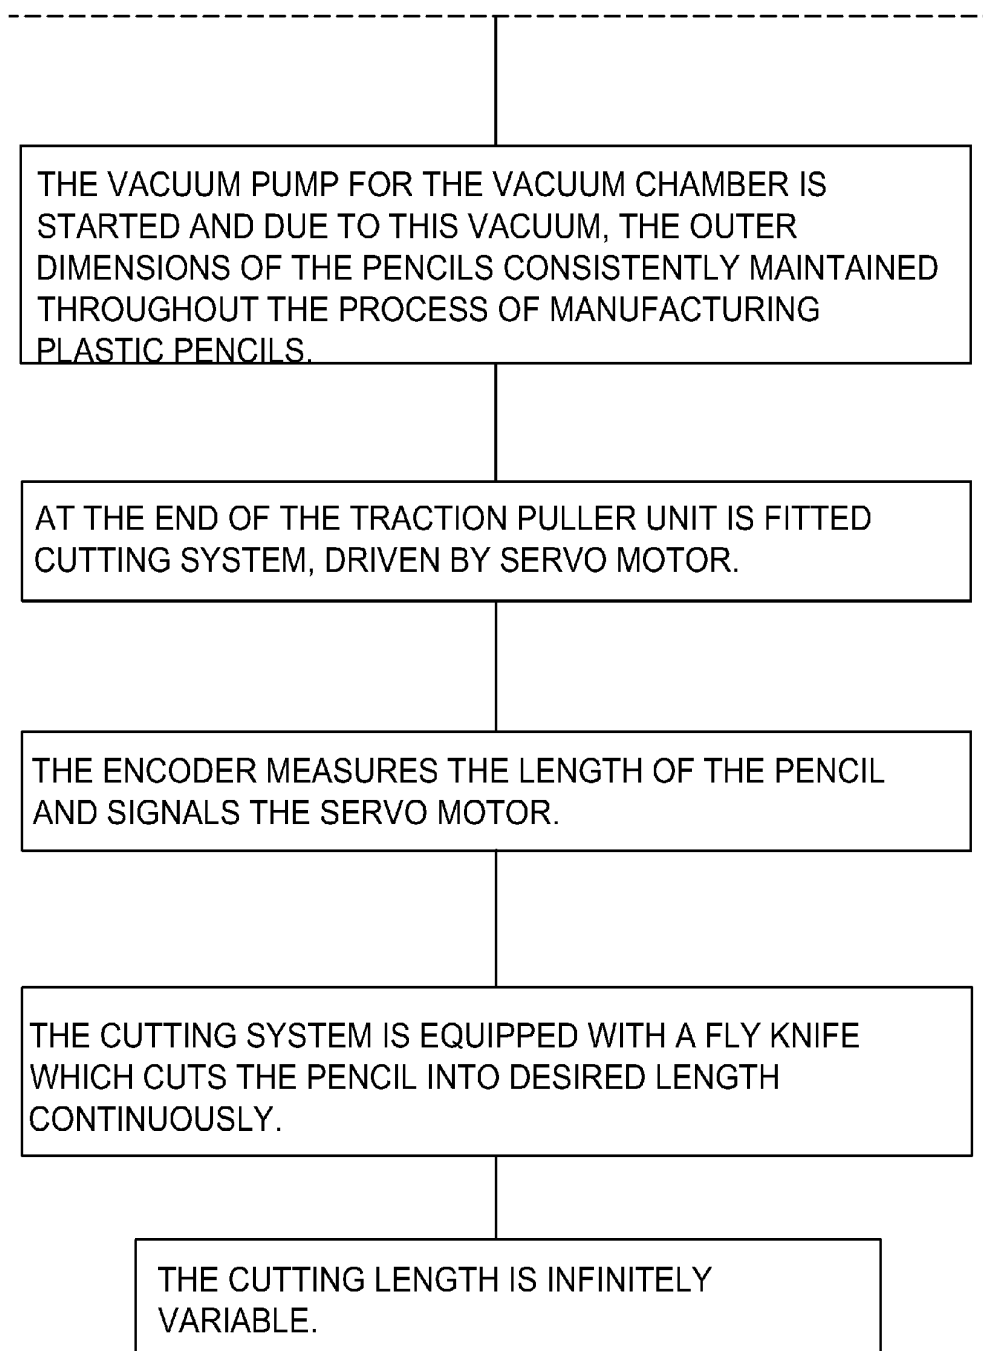 THE VACUUM PUMP FOR THE VACUUM CHAMBER IS
STARTED AND DUE TO THIS VACUUM, THE OUTER
DIMENSIONS OF THE PENCILS CONSISTENTLY MAINTAINED
THROUGHOUT THE PROCESS OF MANUFACTURING
PLASTIC PENCILS.
AT THE END OF THE TRACTION PULLER UNIT IS FITTED
CUTTING SYSTEM, DRIVEN BY SERVO MOTOR.
THE ENCODER MEASURES THE LENGTH OF THE PENCIL
AND SIGNALS THE SERVO MOTOR.
THE CUTTING SYSTEM IS EQUIPPED WITH A FLY KNIFE
WHICH CUTS THE PENCIL INTO DESIRED LENGTH
CONTINUOUSLY.
THE CUTTING LENGTH IS INFINITELY
VARIABLE.